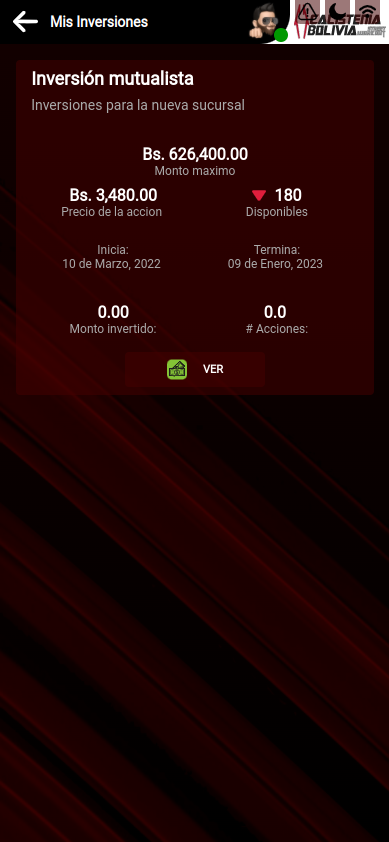 Mis Inversiones
CALISTENIA
BOLIVIA
Inversión mutualista
Inversiones para la nueva sucursal
Bs. 626,400.00
Monto maximo
Bs. 3,480.00
Precio de la accion
180
Disponibles
Inicia:
10 de Marzo, 2022
Termina:
09 de Enero, 2023
0.00
Monto invertido:
0.0
# Acciones:
VER